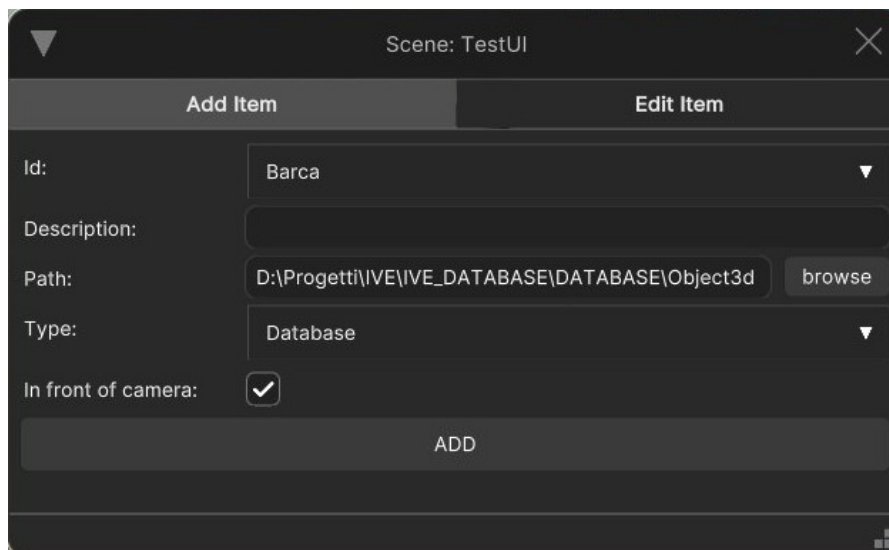 Scene: TestUI
Add Item Edit Item
Id: Barca
Description:
Path: D:\Progetti\IVE\IVE_DATABASE\DATABASE\Object3d browse
Type: Database
In front of camera:
ADD